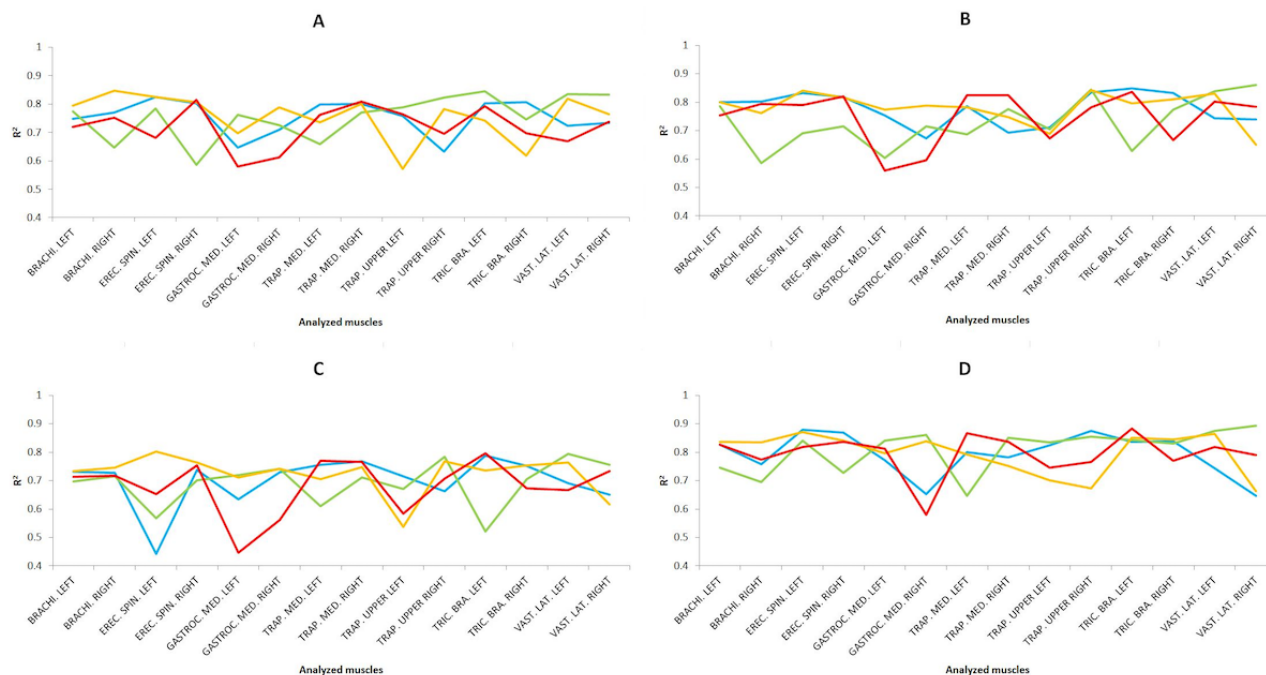 A
1
0.9
0.8
0.7
0.6
0.5
0.4
R²
BRACHI. LEFT
BRACHI. RIGHT
EREC. SPIN. LEFT
EREC. SPIN. RIGHT
GASTROC. MED. LEFT
GASTROC. MED. RIGHT
TRAP. MED. LEFT
TRAP. MED. RIGHT
TRAP. UPPER LEFT
TRAP. UPPER RIGHT
TRIC. BRA. LEFT
TRIC. BRA. RIGHT
VAST. LAT. LEFT
VAST. LAT. RIGHT
Analyzed muscles
B
1
0.9
0.8
0.7
0.6
0.5
0.4
R²
BRACHI. LEFT
BRACHI. RIGHT
EREC. SPIN. LEFT
EREC. SPIN. RIGHT
GASTROC. MED. LEFT
GASTROC. MED. RIGHT
TRAP. MED. LEFT
TRAP. MED. RIGHT
TRAP. UPPER LEFT
TRAP. UPPER RIGHT
TRIC. BRA. LEFT
TRIC. BRA. RIGHT
VAST. LAT. LEFT
VAST. LAT. RIGHT
Analyzed muscles
C
1
0.9
0.8
0.7
0.6
0.5
0.4
R²
BRACHI. LEFT
BRACHI. RIGHT
EREC. SPIN. LEFT
EREC. SPIN. RIGHT
GASTROC. MED. LEFT
GASTROC. MED. RIGHT
TRAP. MED. LEFT
TRAP. MED. RIGHT
TRAP. UPPER LEFT
TRAP. UPPER RIGHT
TRIC. BRA. LEFT
TRIC. BRA. RIGHT
VAST. LAT. LEFT
VAST. LAT. RIGHT
Analyzed muscles
D
1
0.9
0.8
0.7
0.6
0.5
0.4
R²
BRACHI. LEFT
BRACHI. RIGHT
EREC. SPIN. LEFT
EREC. SPIN. RIGHT
GASTROC. MED. LEFT
GASTROC. MED. RIGHT
TRAP. MED. LEFT
TRAP. MED. RIGHT
TRAP. UPPER LEFT
TRAP. UPPER RIGHT
TRIC. BRA. LEFT
TRIC. BRA. RIGHT
VAST. LAT. LEFT
VAST. LAT. RIGHT
Analyzed muscles